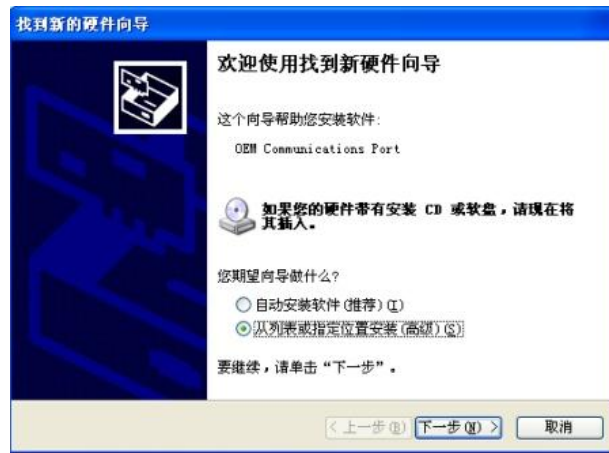 找到新的硬件向导
欢迎使用找到新硬件向导
这个向导帮助您安装软件:
OEM Communications Port
如果您的硬件带有安装 CD 或软盘，请现在将
其插入。
您期望向导做什么?
自动安装软件(推荐)(I)
从列表或指定位置安装(高级)(S)
要继续，请单击“下一步”。
< 上一步(B)
下一步(N) >
取消